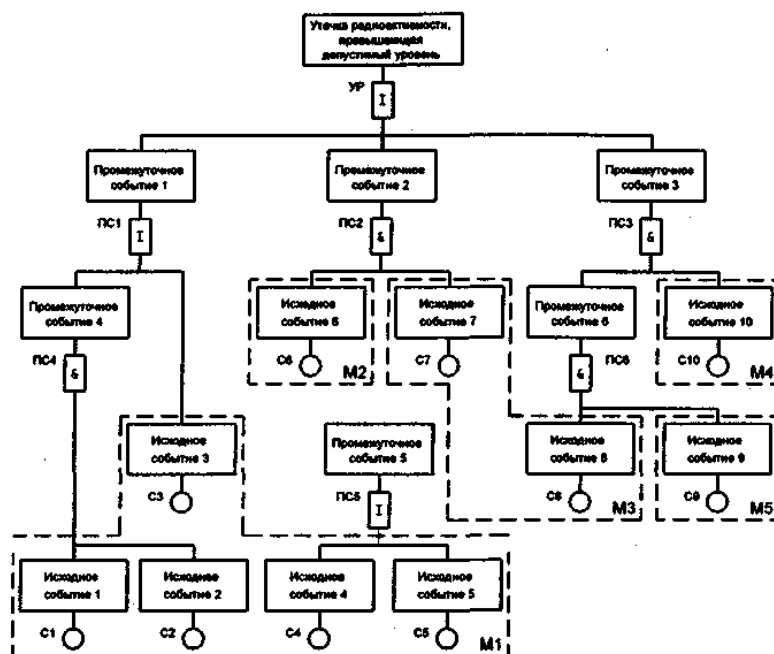 Утечка радиоактивности,
превышающая
допустимый уровень
УР
I
Промежуточное
событие 1
Промежуточное
событие 2
Промежуточное
событие 3
ПС1
I
ПС2
&
ПС3
&
Промежуточное
событие 4
Исходное
событие 6
Исходное
событие 7
Промежуточное
событие 6
Исходное
событие 10
ПС4
&
С6
М2
С7
&
ПС6
С10
М4
Исходное
событие 3
Промежуточное
событие 5
Исходное
событие 8
Исходное
событие 9
С3
ПС5
I
С8
М3
С9
М5
Исходное
событие 1
Исходное
событие 2
Исходное
событие 4
Исходное
событие 5
С1
С2
С4
С5
М1